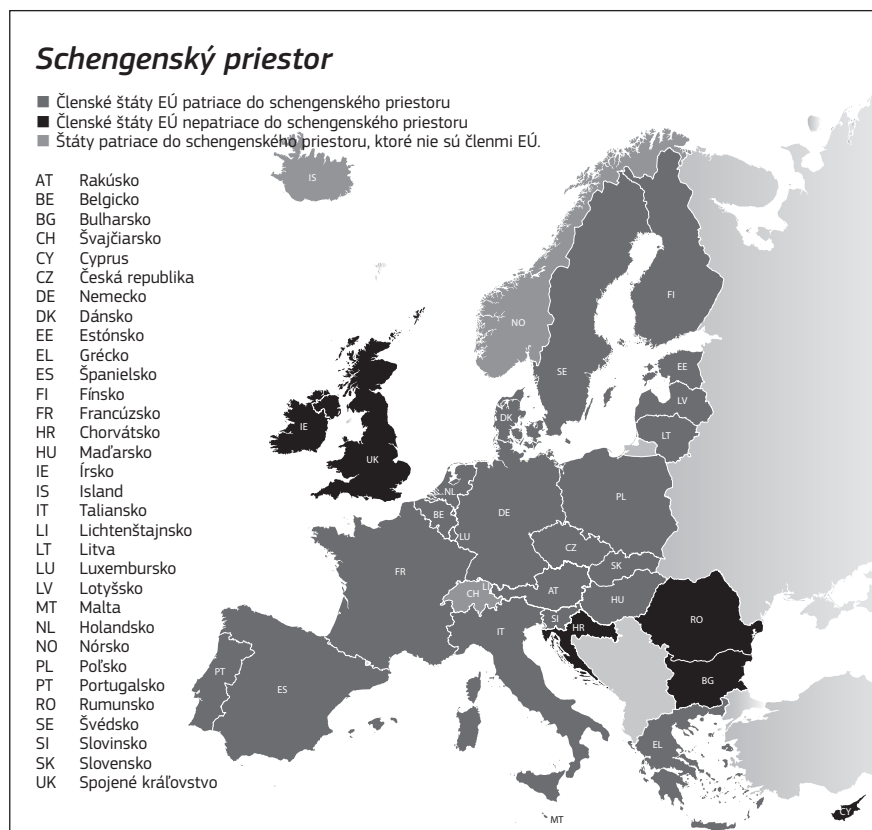 Schengenský priestor
Členské štáty EÚ patriace do schengenského priestoru
Členské štáty EÚ nepatriace do schengenského priestoru
Štáty patriace do schengenského priestoru, ktoré nie sú členmi EÚ.
AT Rakúsko
BE Belgicko
BG Bulharsko
CH Švajčiarsko
CY Cyprus
CZ Česká republika
DE Nemecko
DK Dánsko
EE Estónsko
EL Grécko
ES Španielsko
FI Fínsko
FR Francúzsko
HR Chorvátsko
HU Maďarsko
IE Írsko
IS Island
IT Taliansko
LI Lichtenštajnsko
LT Litva
LU Luxembursko
LV Lotyšsko
MT Malta
NL Holandsko
NO Nórsko
PL Poľsko
PT Portugalsko
RO Rumunsko
SE Švédsko
SI Slovinsko
SK Slovensko
UK Spojené kráľovstvo
IS
NO
FI
SE
EE
LV
LT
DK
IE
UK
NL
BE
LU
DE
PL
CZ
SK
FR
CH
LI
AT
HU
SI
HR
RO
IT
BG
PT
ES
EL
MT
CY